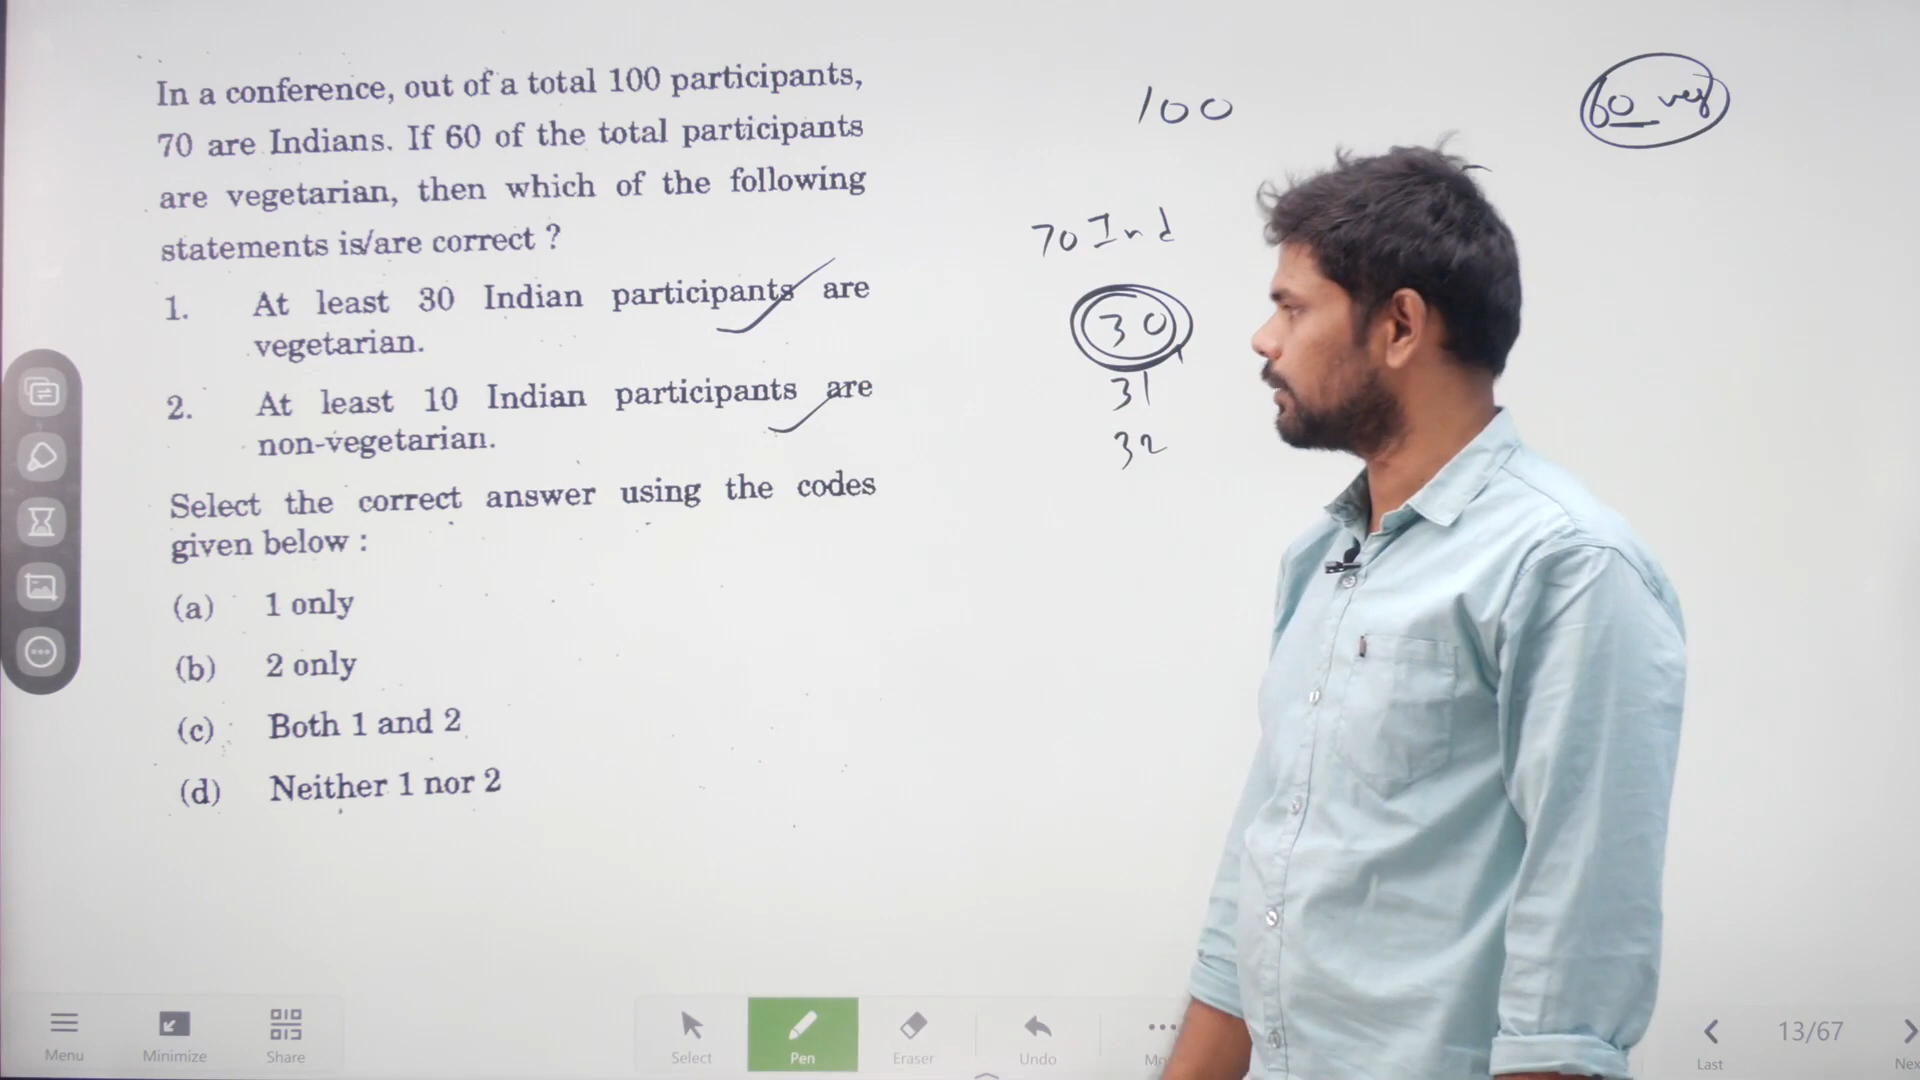 In a conference, out of a total 100 participants,
70 are Indians. If 60 of the total participants
are vegetarian, then which of the following
statements is/are correct ?
1. At least 30 Indian participants are
vegetarian.
2. At least 10 Indian participants are
non-vegetarian.
Select the correct answer using the codes
given below :
(a) 1 only
(b) 2 only
(c) Both 1 and 2
(d) Neither 1 nor 2
100
60 veg
70 Ind
30
31
32
Menu
Minimize
Share
Select
Pen
Eraser
Undo
Last
13/67